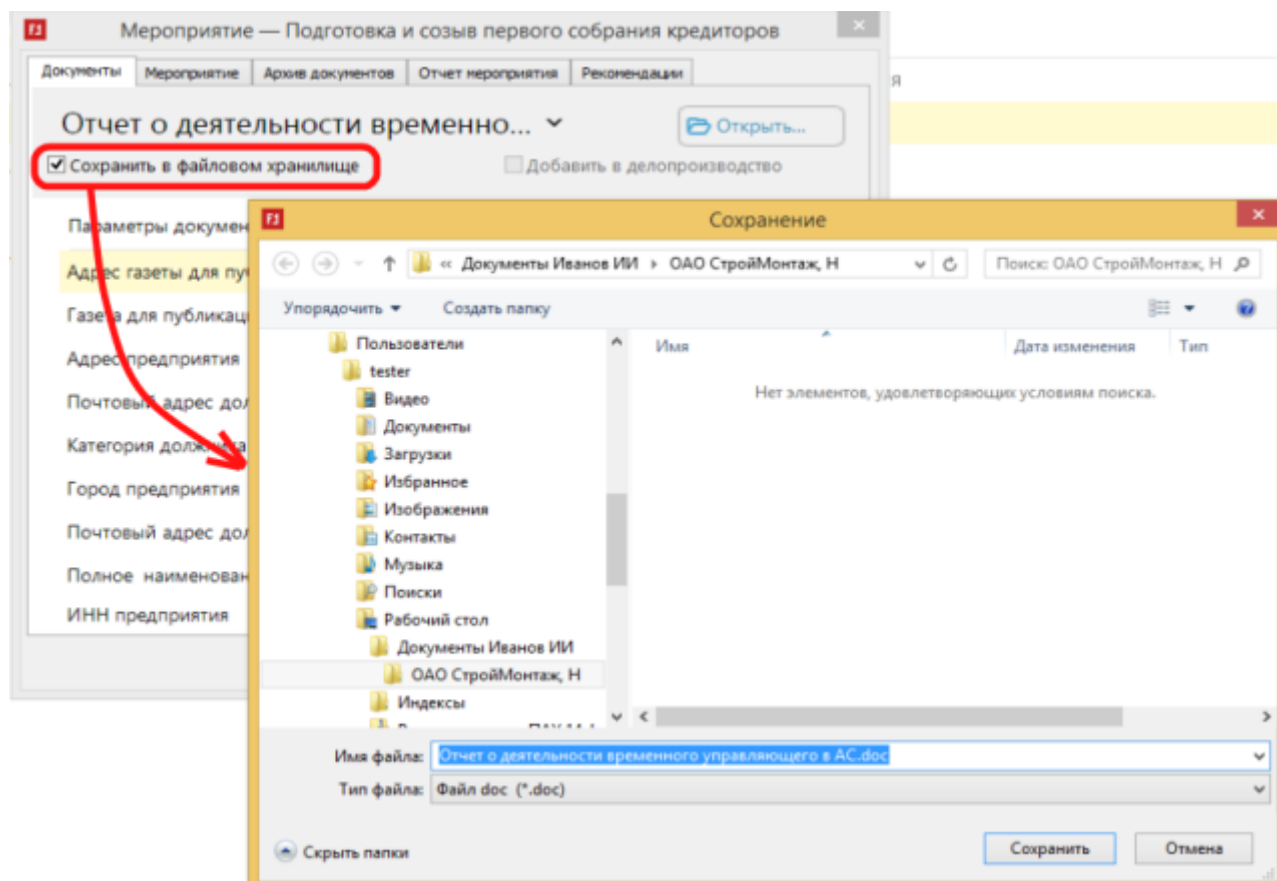 Мероприятие — Подготовка и созыв первого собрания кредиторов
Документы Мероприятие Архив документов Отчет мероприятия Рекомендации
я
Отчет о деятельности временно... Открыть...
Сохранить в файловом хранилище Добавить в делопроизводство
Параметры докумен
Адрес газеты для пу
Газета для публикац
Адрес предприятия
Почтовый адрес дол
Категория должника
Город предприятия
Почтовый адрес дол
Полное наименован
ИНН предприятия
Сохранение
« Документы Иванов ИИ ОАО СтройМонтаж, Н Поиск: ОАО СтройМонтаж, Н
Упорядочить Создать папку
Пользователи
tester
Видео
Документы
Загрузки
Избранное
Изображения
Контакты
Музыка
Поиски
Рабочий стол
Документы Иванов ИИ
ОАО СтройМонтаж, Н
Индексы
Имя Дата изменения Тип
Нет элементов, удовлетворяющих условиям поиска.
Имя файла: Отчет о деятельности временного управляющего в АС.doc
Тип файла: Файл doc (*.doc)
Скрыть папки Сохранить Отмена